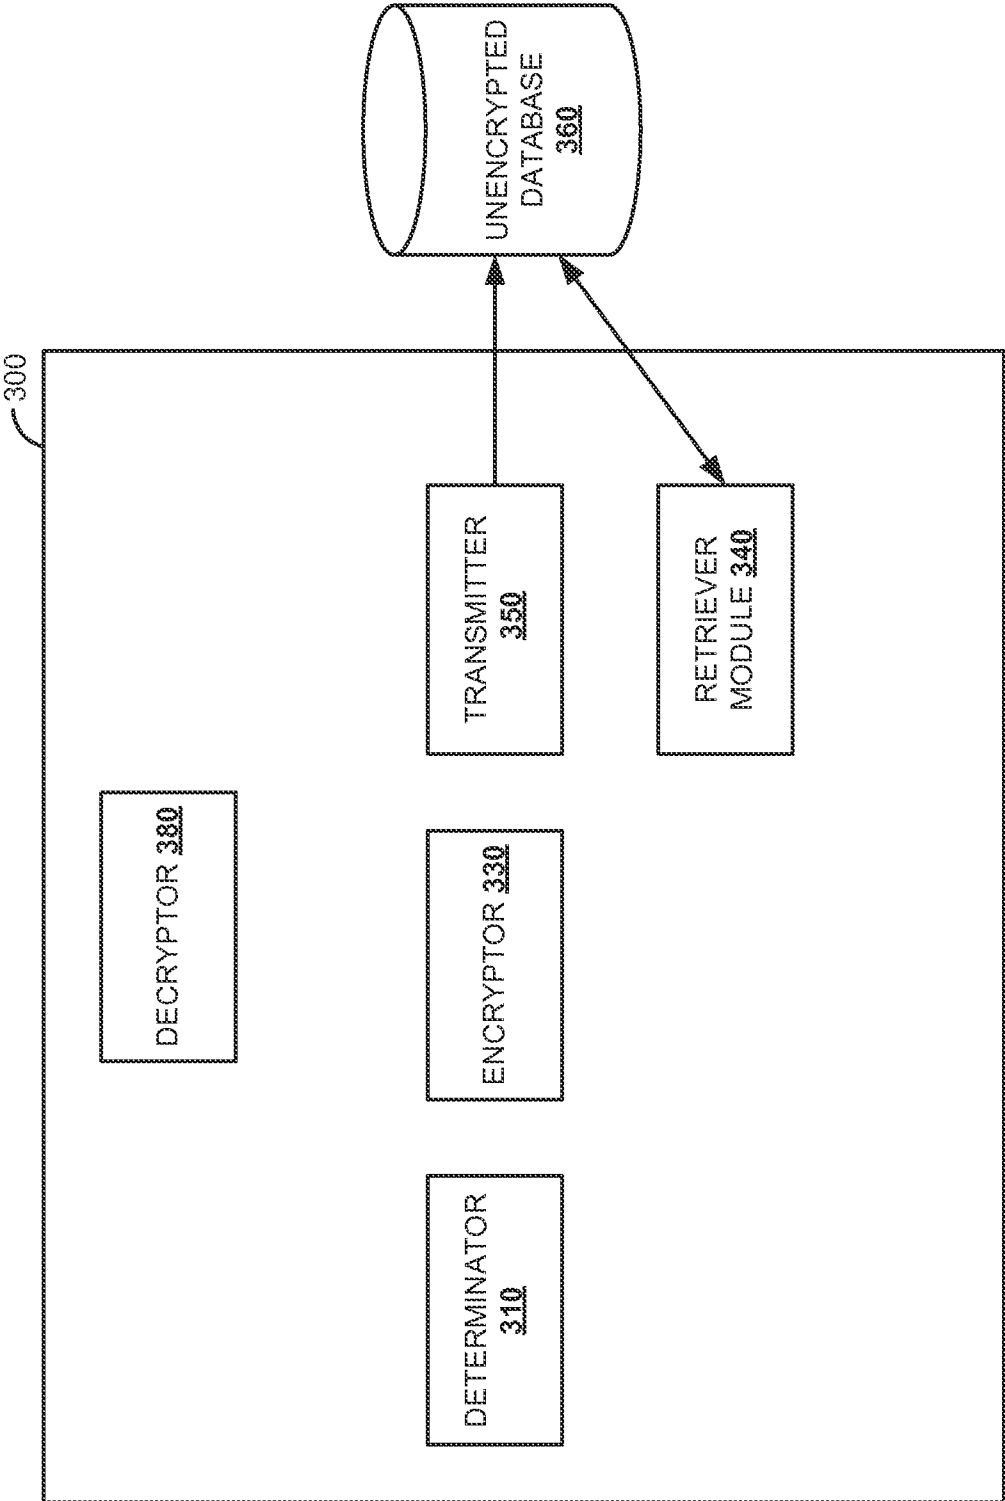 300
DECRYPTOR 380
DETERMINATOR
310
ENCRYPTOR 330
TRANSMITTER
350
RETRIEVER
MODULE 340
UNENCRYPTED
DATABASE
360